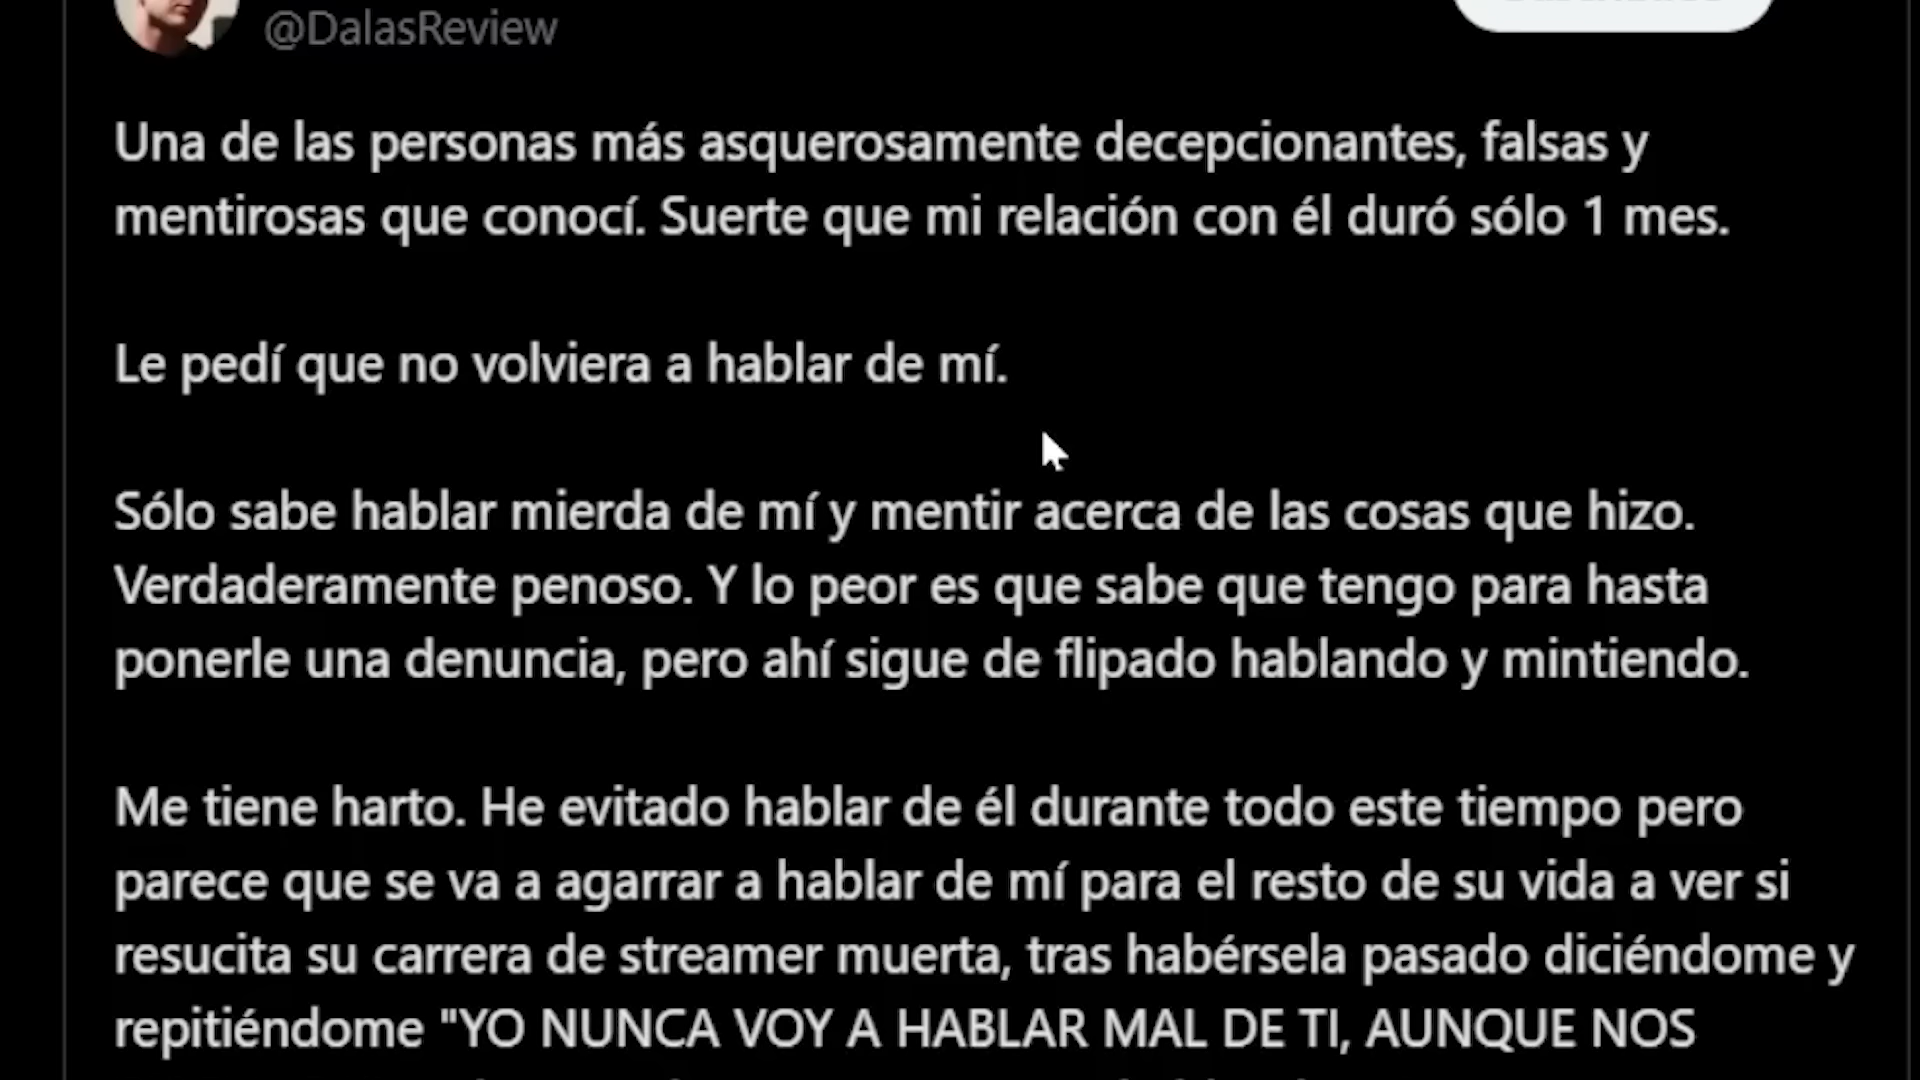 @DalasReview
Una de las personas más asquerosamente decepcionantes, falsas y
mentirosas que conocí. Suerte que mi relación con él duró sólo 1 mes.
Le pedí que no volviera a hablar de mí.
Sólo sabe hablar mierda de mí y mentir acerca de las cosas que hizo.
Verdaderamente penoso. Y lo peor es que sabe que tengo para hasta
ponerle una denuncia, pero ahí sigue de flipado hablando y mintiendo.
Me tiene harto. He evitado hablar de él durante todo este tiempo pero
parece que se va a agarrar a hablar de mí para el resto de su vida a ver si
resucita su carrera de streamer muerta, tras habérsela pasado diciéndome y
repitiéndome "YO NUNCA VOY A HABLAR MAL DE TI, AUNQUE NOS